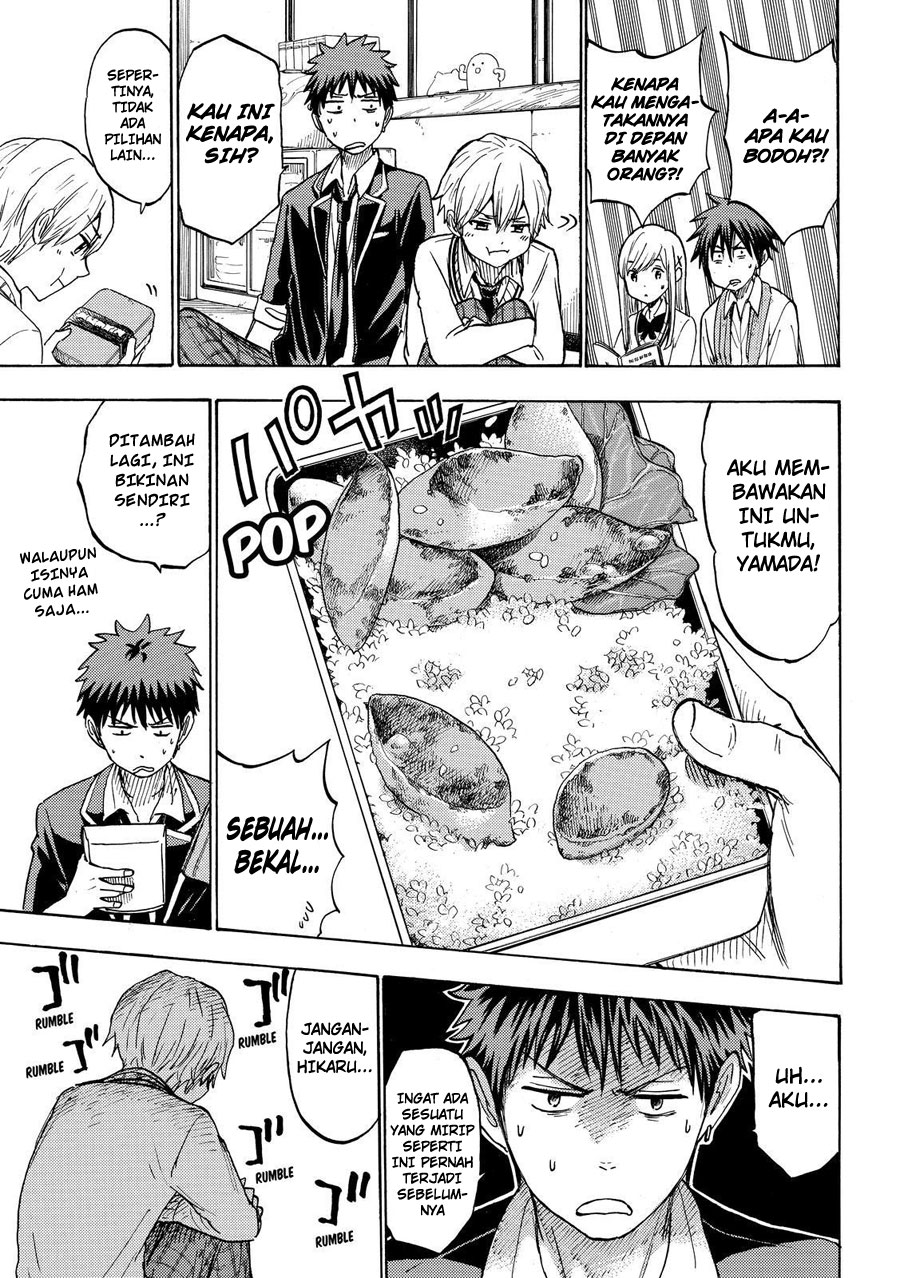 A-A-
APA KAU
BODOH?!
KENAPA
KAU MENGA-
TAKANNYA
DI DEPAN
BANYAK
ORANG?!
KAU INI
KENAPA,
SIH?
SEPER-
TINYA,
TIDAK
ADA
PILIHAN
LAIN...
AKU MEM-
BAWAKAN
INI UN-
TUKMU,
YAMADA!
パカッ
POP
SEBUAH...
BEKAL...
DITAMBAH
LAGI, INI
BIKINAN
SENDIRI
...?
WALAUPUN
ISINYA
CUMA HAM
SAJA...
UH...
AKU...
INGAT ADA
SESUATU
YANG MIRIP
SEPERTI
INI PERNAH
TERJADI
SEBELUM-
NYA
JANGAN-
JANGAN,
HIKARU...
ゴ
RUMBLE
ゴ
RUMBLE
ゴ
RUMBLE
ゴ
RUMBLE
ゴ
RUMBLE